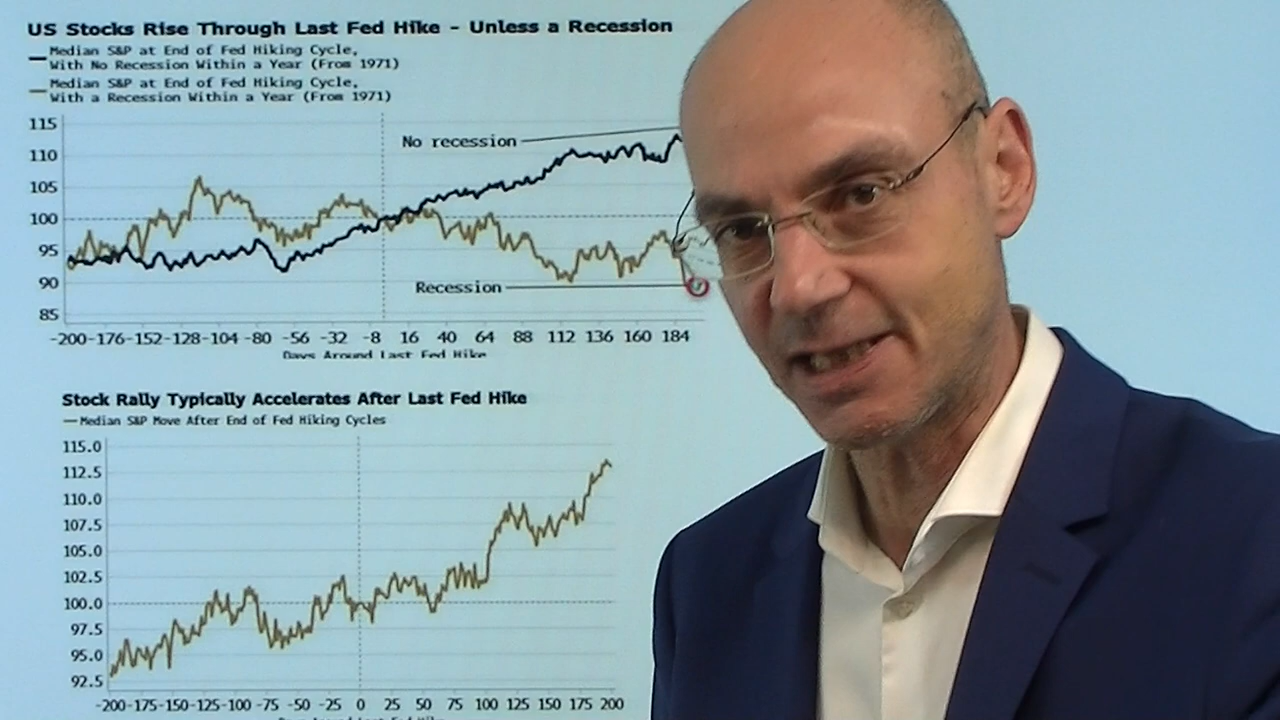 US Stocks Rise Through Last Fed Hike - Unless a Recession
Median S&P at End of Fed Hiking Cycle,
With No Recession Within a Year (From 1971)
Median S&P at End of Fed Hiking Cycle,
With a Recession Within a Year (From 1971)
115
110
105
100
95
90
85
No recession
Recession
-200 -176 -152 -128 -104 -80 -56 -32 -8 16 40 64 88 112 136 160 184
Days Around Last Fed Hike
Stock Rally Typically Accelerates After Last Fed Hike
Median S&P Move After End of Fed Hiking Cycles
115.0
112.5
110.0
107.5
105.0
102.5
100.0
97.5
95.0
92.5
-200 -175 -150 -125 -100 -75 -50 -25 0 25 50 75 100 125 150 175 200